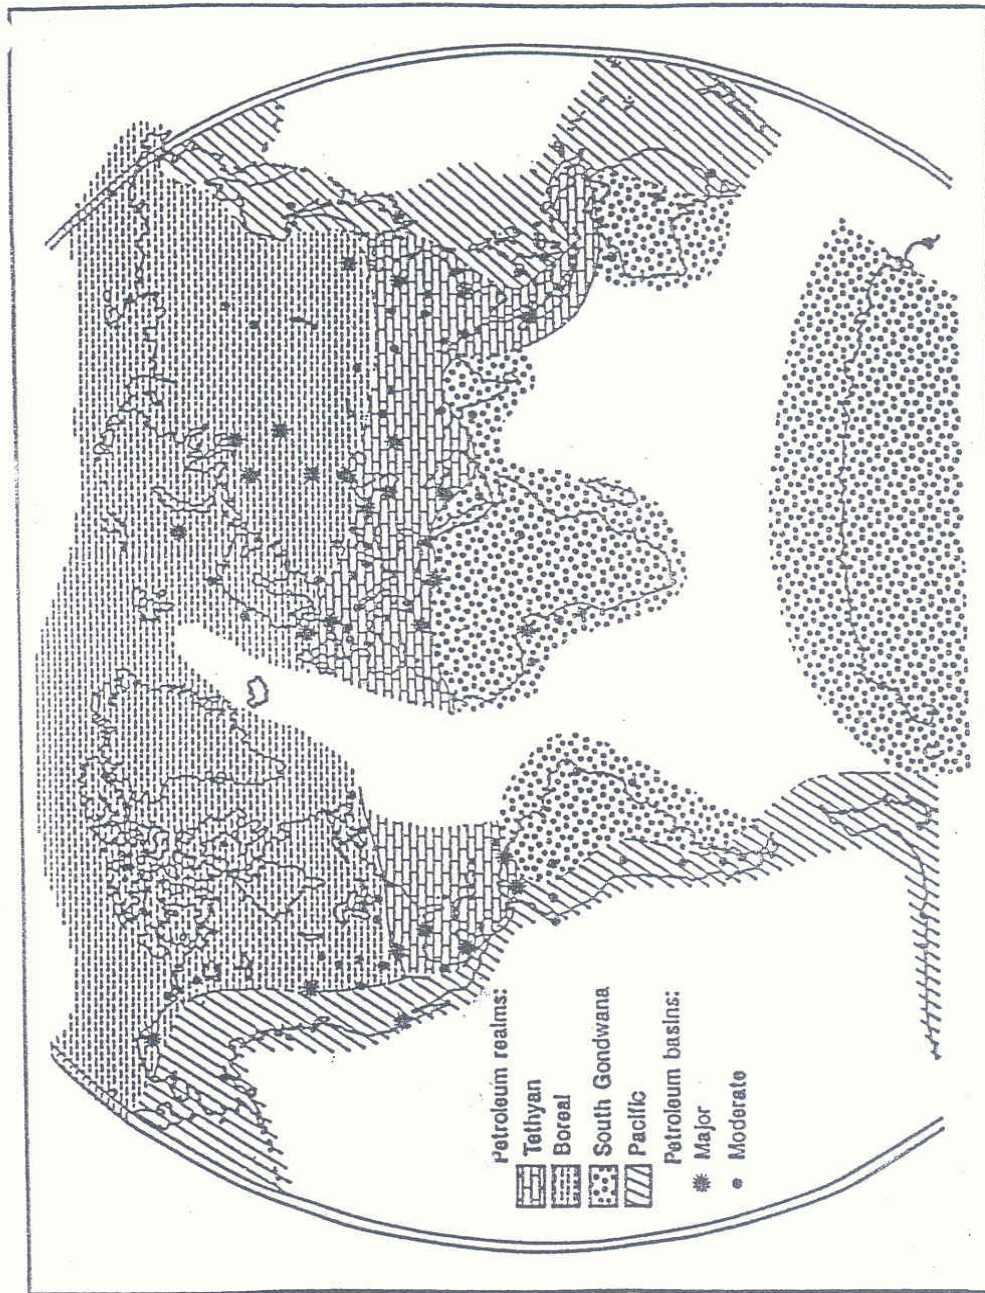 Petroleum realms:
Tethyan
Boreal
South Gondwana
Pacific
Petroleum basins:
Major
Moderate